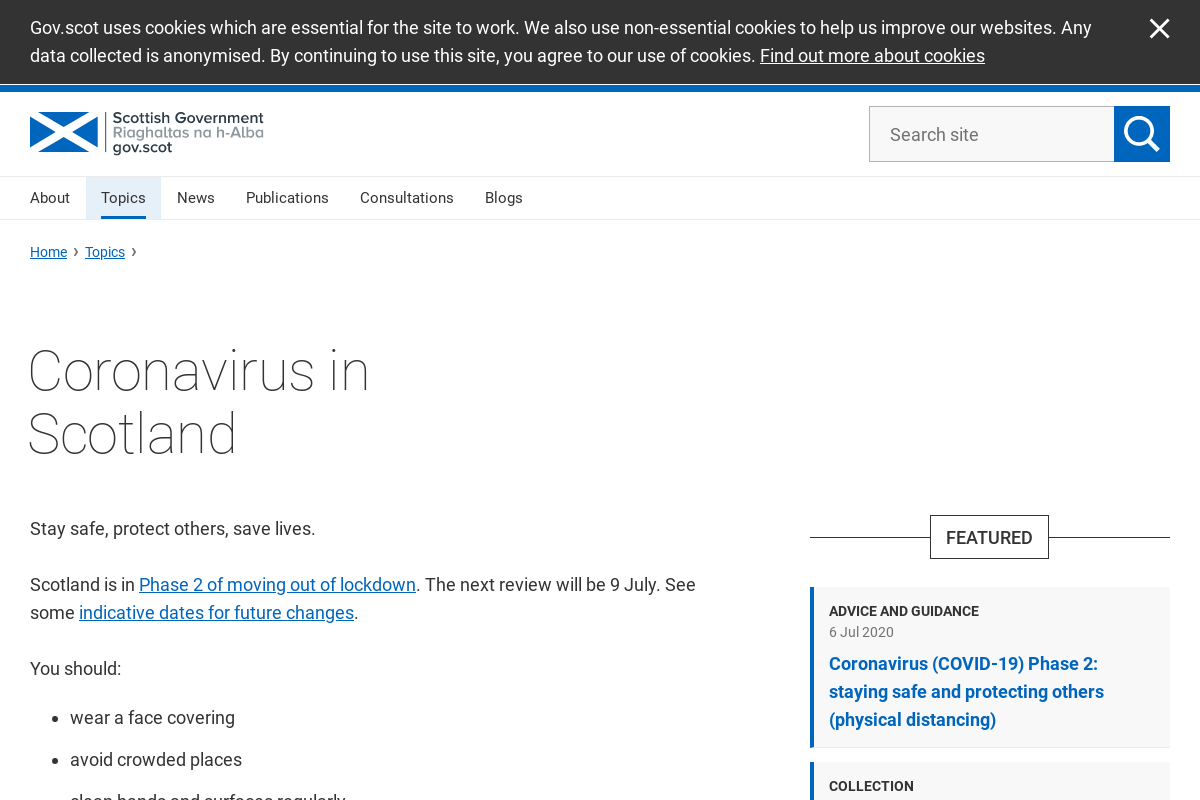 Gov.scot uses cookies which are essential for the site to work. We also use non-essential cookies to help us improve our websites. Any
data collected is anonymised. By continuing to use this site, you agree to our use of cookies. Find out more about cookies
Scottish Government
Riaghaltas na h-Alba
gov.scot
Search site
About Topics News Publications Consultations Blogs
Home › Topics ›
Coronavirus in
Scotland
Stay safe, protect others, save lives.
Scotland is in Phase 2 of moving out of lockdown. The next review will be 9 July. See
some indicative dates for future changes.
You should:
• wear a face covering
• avoid crowded places
• clean hands and surfaces regularly
FEATURED
ADVICE AND GUIDANCE
6 Jul 2020
Coronavirus (COVID-19) Phase 2:
staying safe and protecting others
(physical distancing)
COLLECTION